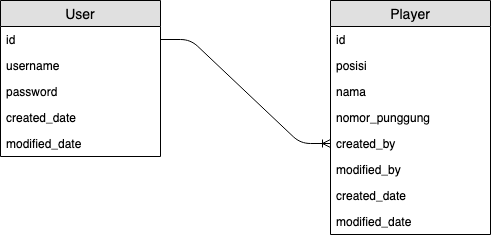 User
id
username
password
created_date
modified_date
Player
id
posisi
nama
nomor_punggung
created_by
modified_by
created_date
modified_date